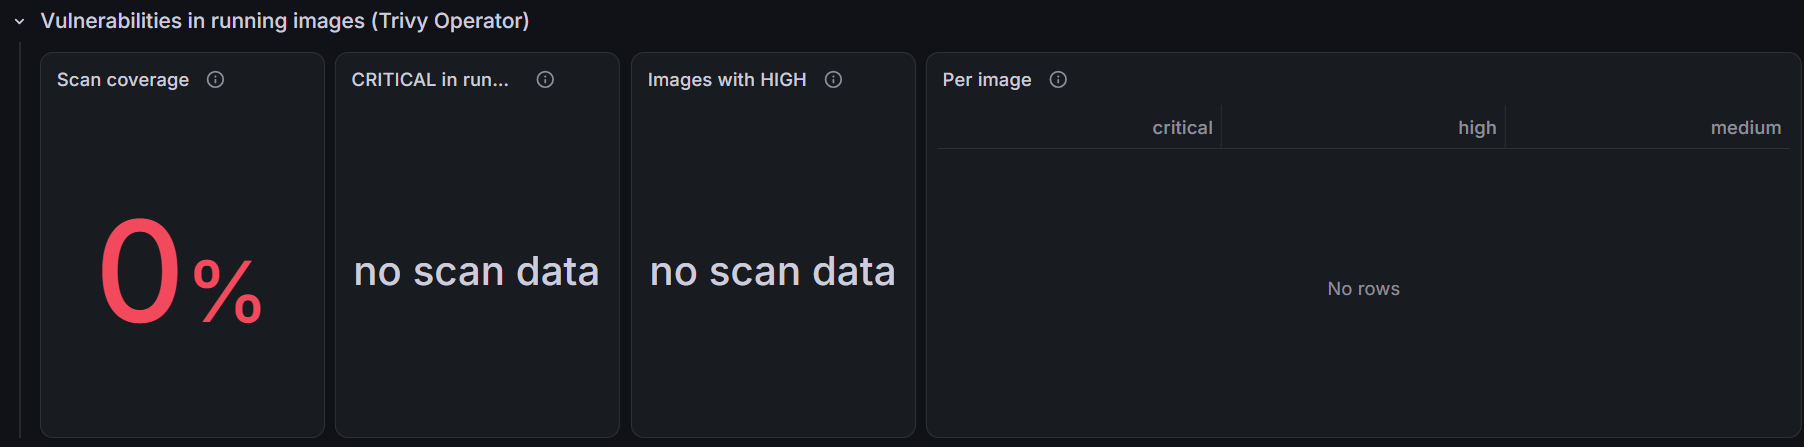 Vulnerabilities in running images (Trivy Operator)
Scan coverage
0%
CRITICAL in run...
no scan data
Images with HIGH
no scan data
Per image
critical high medium
No rows